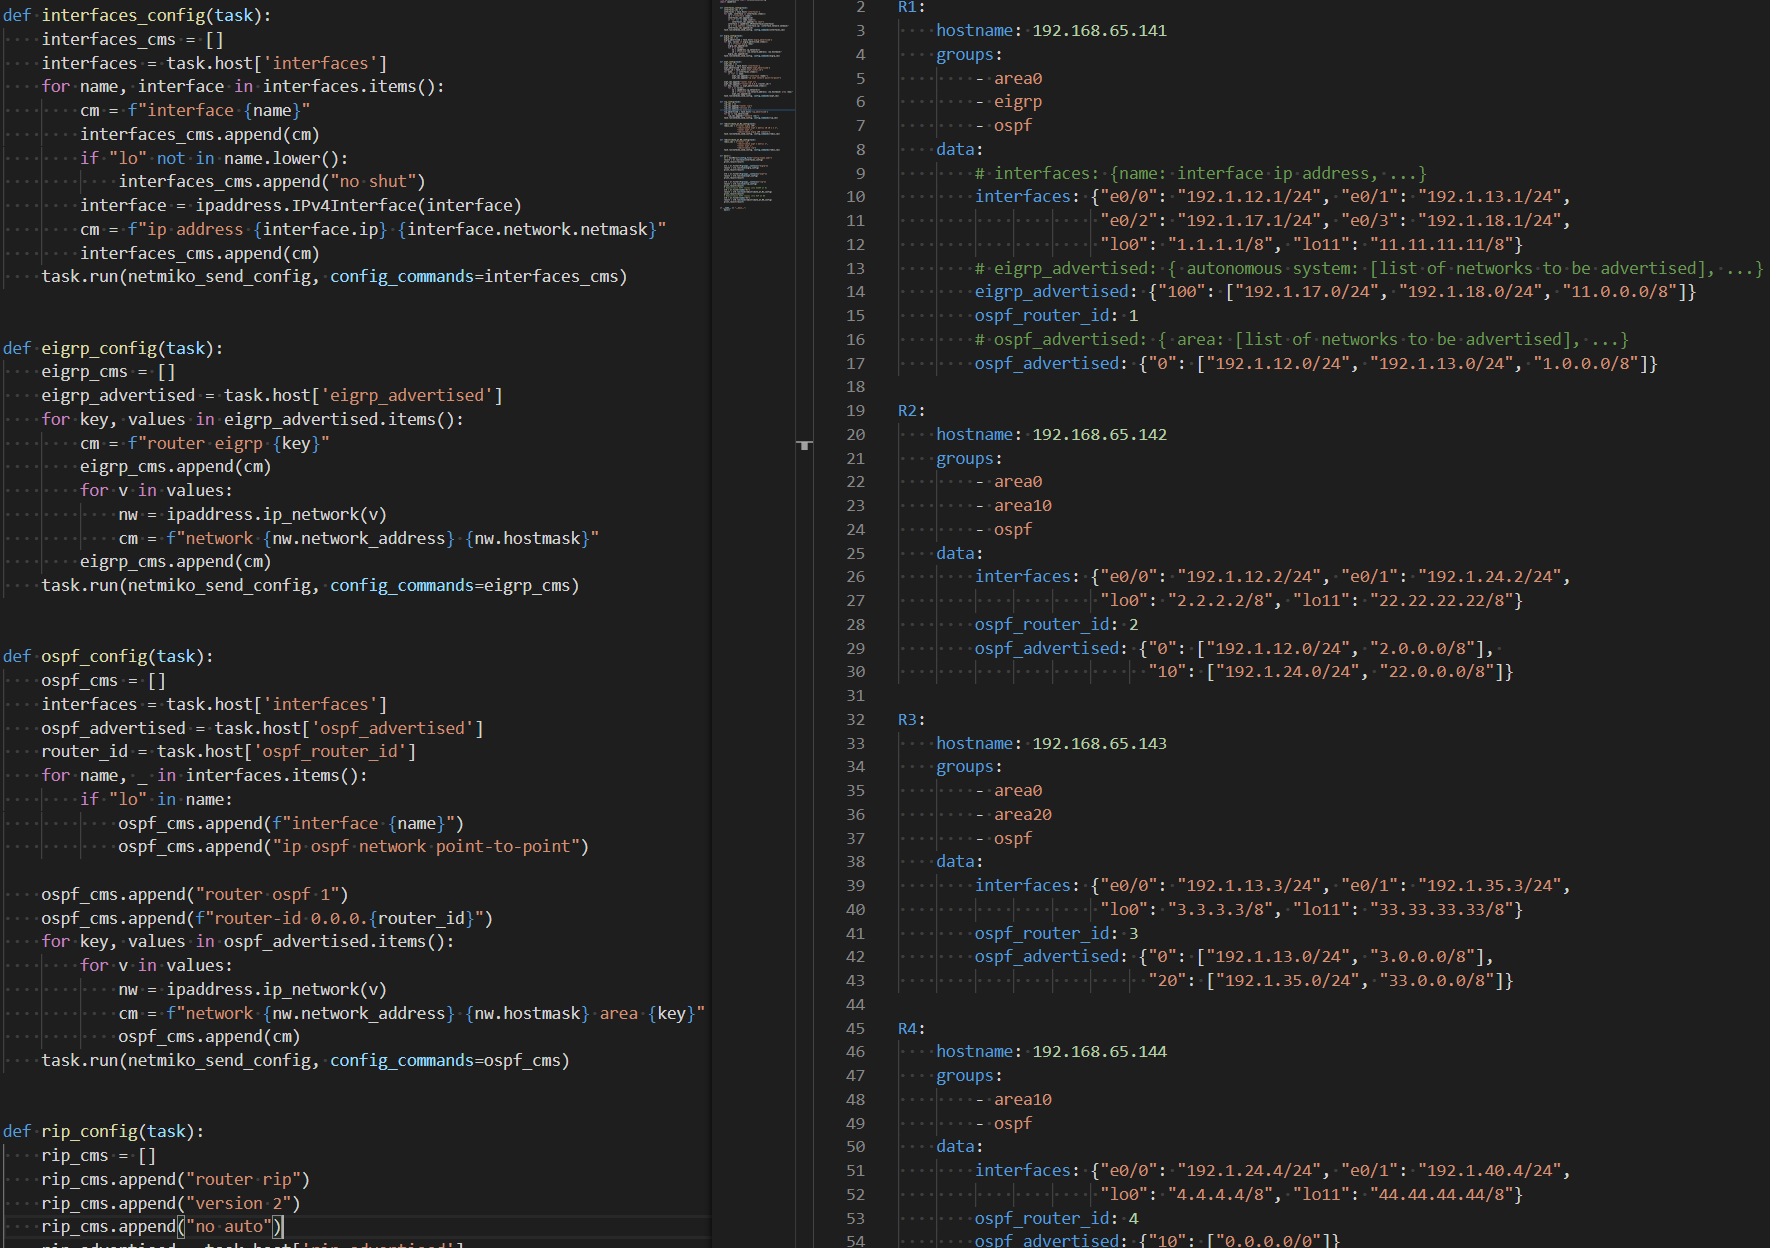 def interfaces_config(task):
    interfaces_cms = []
    interfaces = task.host['interfaces']
    for name, interface in interfaces.items():
        cm = f"interface {name}"
        interfaces_cms.append(cm)
        if "lo" not in name.lower():
            interfaces_cms.append("no shut")
        interface = ipaddress.IPv4Interface(interface)
        cm = f"ip address {interface.ip} {interface.network.netmask}"
        interfaces_cms.append(cm)
    task.run(netmiko_send_config, config_commands=interfaces_cms)
def eigrp_config(task):
    eigrp_cms = []
    eigrp_advertised = task.host['eigrp_advertised']
    for key, values in eigrp_advertised.items():
        cm = f"router eigrp {key}"
        eigrp_cms.append(cm)
        for v in values:
            nw = ipaddress.ip_network(v)
            cm = f"network {nw.network_address} {nw.hostmask}"
        eigrp_cms.append(cm)
    task.run(netmiko_send_config, config_commands=eigrp_cms)
def ospf_config(task):
    ospf_cms = []
    interfaces = task.host['interfaces']
    ospf_advertised = task.host['ospf_advertised']
    router_id = task.host['ospf_router_id']
    for name, _ in interfaces.items():
        if "lo" in name:
            ospf_cms.append(f"interface {name}")
            ospf_cms.append("ip ospf network point-to-point")
    ospf_cms.append("router ospf 1")
    ospf_cms.append(f"router-id 0.0.0.{router_id}")
    for key, values in ospf_advertised.items():
        for v in values:
            nw = ipaddress.ip_network(v)
            cm = f"network {nw.network_address} {nw.hostmask} area {key}"
            ospf_cms.append(cm)
    task.run(netmiko_send_config, config_commands=ospf_cms)
def rip_config(task):
    rip_cms = []
    rip_cms.append("router rip")
    rip_cms.append("version 2")
    rip_cms.append("no auto")
    rip_advertised = task.host['rip_advertised']
2 R1:
3     hostname: 192.168.65.141
4     groups:
5         - area0
6         - eigrp
7         - ospf
8     data:
9         # interfaces: {name: interface ip address, ...}
10         interfaces: {"e0/0": "192.1.12.1/24", "e0/1": "192.1.13.1/24",
11                      "e0/2": "192.1.17.1/24", "e0/3": "192.1.18.1/24",
12                      "lo0": "1.1.1.1/8", "lo11": "11.11.11.11/8"}
13         # eigrp_advertised: { autonomous system: [list of networks to be advertised], ...}
14         eigrp_advertised: {"100": ["192.1.17.0/24", "192.1.18.0/24", "11.0.0.0/8"]}
15         ospf_router_id: 1
16         # ospf_advertised: { area: [list of networks to be advertised], ...}
17         ospf_advertised: {"0": ["192.1.12.0/24", "192.1.13.0/24", "1.0.0.0/8"]}
18
19 R2:
20     hostname: 192.168.65.142
21     groups:
22         - area0
23         - area10
24         - ospf
25     data:
26         interfaces: {"e0/0": "192.1.12.2/24", "e0/1": "192.1.24.2/24",
27                      "lo0": "2.2.2.2/8", "lo11": "22.22.22.22/8"}
28         ospf_router_id: 2
29         ospf_advertised: {"0": ["192.1.12.0/24", "2.0.0.0/8"],
30                           "10": ["192.1.24.0/24", "22.0.0.0/8"]}
31
32 R3:
33     hostname: 192.168.65.143
34     groups:
35         - area0
36         - area20
37         - ospf
38     data:
39         interfaces: {"e0/0": "192.1.13.3/24", "e0/1": "192.1.35.3/24",
40                      "lo0": "3.3.3.3/8", "lo11": "33.33.33.33/8"}
41         ospf_router_id: 3
42         ospf_advertised: {"0": ["192.1.13.0/24", "3.0.0.0/8"],
43                           "20": ["192.1.35.0/24", "33.0.0.0/8"]}
44
45 R4:
46     hostname: 192.168.65.144
47     groups:
48         - area10
49         - ospf
50     data:
51         interfaces: {"e0/0": "192.1.24.4/24", "e0/1": "192.1.40.4/24",
52                      "lo0": "4.4.4.4/8", "lo11": "44.44.44.44/8"}
53         ospf_router_id: 4
54         ospf_advertised: {"10": ["0.0.0.0/0"]}